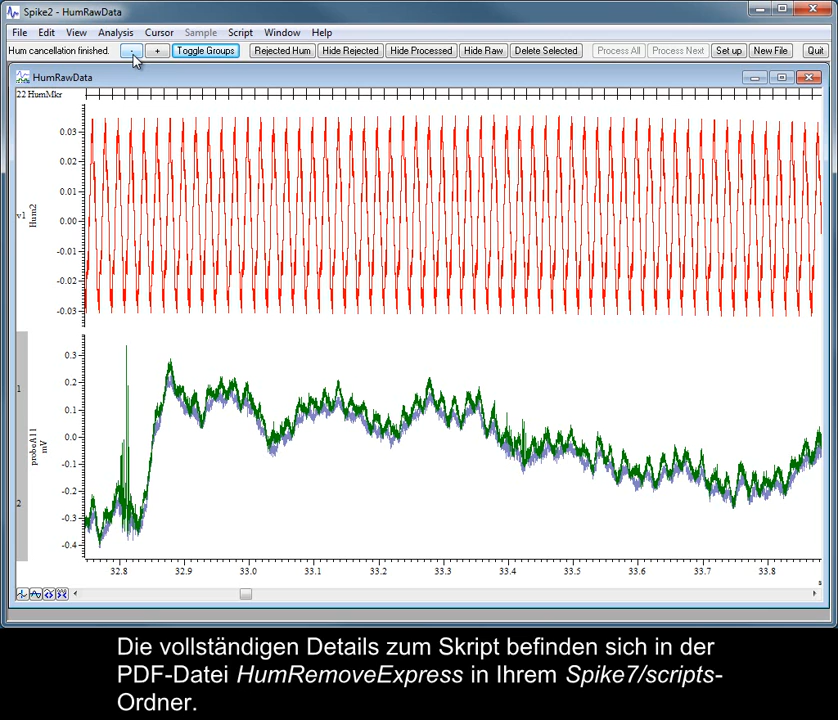 Spike2 - HumRawData
File Edit View Analysis Cursor Sample Script Window Help
Hum cancellation finished. - + Toggle Groups Rejected Hum Hide Rejected Hide Processed Hide Raw Delete Selected Process All Process Next Set up New File Quit
HumRawData
22 HumMkr
0.03
0.02
0.01
0.00
-0.01
-0.02
-0.03
v1
Hum2
0.3
0.2
0.1
0.0
-0.1
-0.2
-0.3
-0.4
1
2
probeA11
mV
32.8 32.9 33.0 33.1 33.2 33.3 33.4 33.5 33.6 33.7 33.8
s
Die vollständigen Details zum Skript befinden sich in der
PDF-Datei HumRemoveExpress in Ihrem Spike7/scripts-
Ordner.